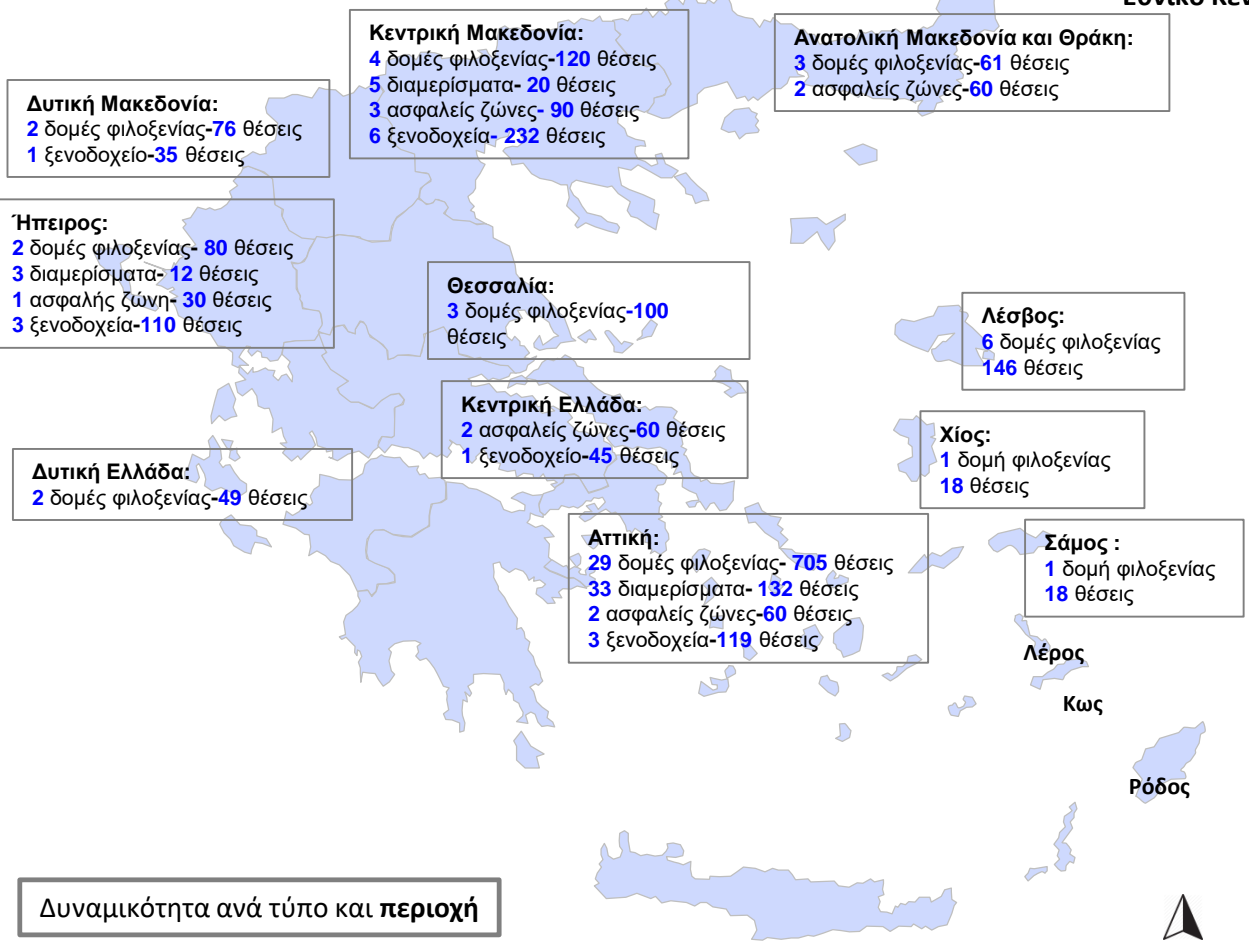 Κεντρική Μακεδονία:
4 δομές φιλοξενίας-120 θέσεις
5 διαμερίσματα- 20 θέσεις
3 ασφαλείς ζώνες- 90 θέσεις
6 ξενοδοχεία- 232 θέσεις
Ανατολική Μακεδονία και Θράκη:
3 δομές φιλοξενίας-61 θέσεις
2 ασφαλείς ζώνες-60 θέσεις
Δυτική Μακεδονία:
2 δομές φιλοξενίας-76 θέσεις
1 ξενοδοχείο-35 θέσεις
Ήπειρος:
2 δομές φιλοξενίας- 80 θέσεις
3 διαμερίσματα- 12 θέσεις
1 ασφαλής ζώνη- 30 θέσεις
3 ξενοδοχεία-110 θέσεις
Θεσσαλία:
3 δομές φιλοξενίας-100
θέσεις
Λέσβος:
6 δομές φιλοξενίας
146 θέσεις
Κεντρική Ελλάδα:
2 ασφαλείς ζώνες-60 θέσεις
1 ξενοδοχείο-45 θέσεις
Χίος:
1 δομή φιλοξενίας
18 θέσεις
Δυτική Ελλάδα:
2 δομές φιλοξενίας-49 θέσεις
Αττική:
29 δομές φιλοξενίας- 705 θέσεις
33 διαμερίσματα- 132 θέσεις
2 ασφαλείς ζώνες-60 θέσεις
3 ξενοδοχεία-119 θέσεις
Σάμος :
1 δομή φιλοξενίας
18 θέσεις
Λέρος
Κως
Ρόδος
Δυναμικότητα ανά τύπο και περιοχή